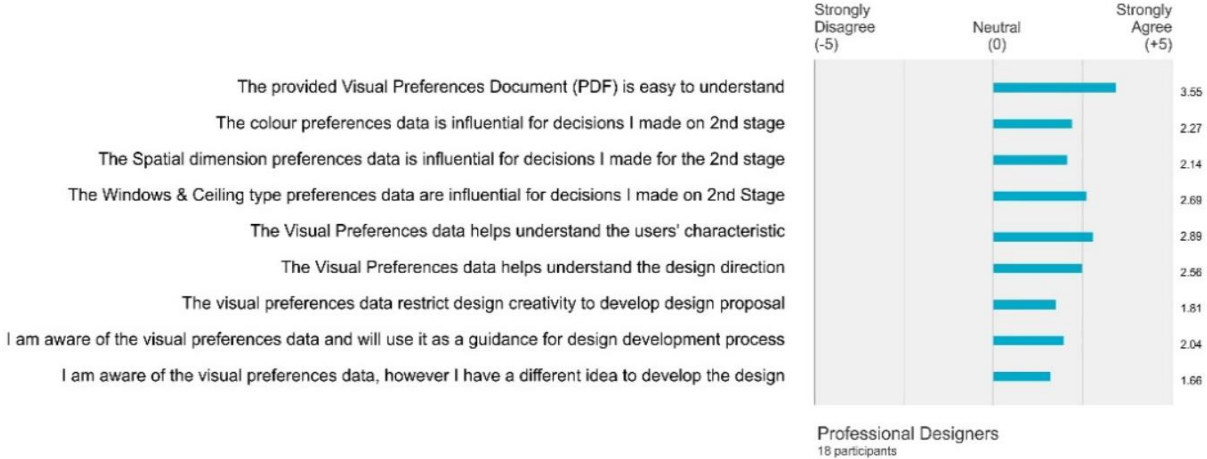 Strongly
Disagree
(-5)
Neutral
(0)
Strongly
Agree
(+5)
The provided Visual Preferences Document (PDF) is easy to understand
3.55
The colour preferences data is influential for decisions I made on 2nd stage
2.27
The Spatial dimension preferences data is influential for decisions I made for the 2nd stage
2.14
The Windows & Ceiling type preferences data are influential for decisions I made on 2nd Stage
2.69
The Visual Preferences data helps understand the users' characteristic
2.89
The Visual Preferences data helps understand the design direction
2.56
The visual preferences data restrict design creativity to develop design proposal
1.81
I am aware of the visual preferences data and will use it as a guidance for design development process
2.04
I am aware of the visual preferences data, however I have a different idea to develop the design
1.66
Professional Designers
18 participants